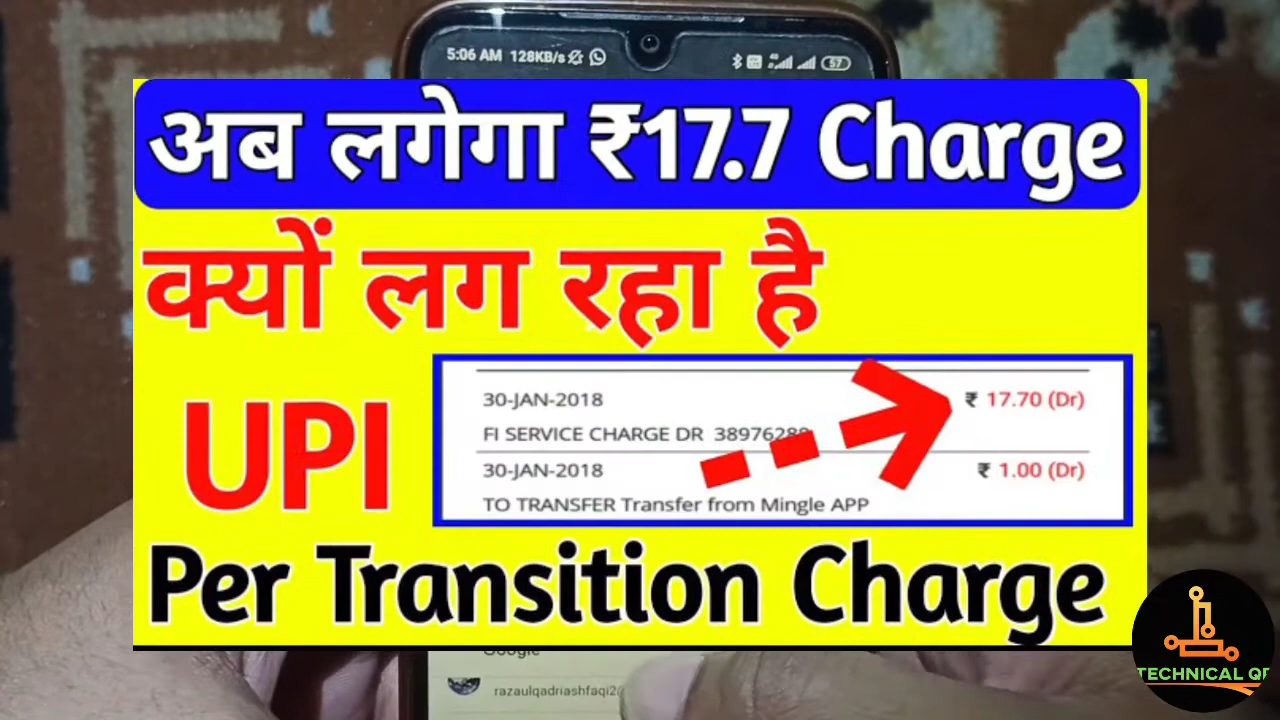 5:06 AM 128KB/s
57
अब लगेगा ₹17.7 Charge
क्यों लग रहा है
UPI
30-JAN-2018 ₹ 17.70 (Dr)
FI SERVICE CHARGE DR 38976288
30-JAN-2018 ₹ 1.00 (Dr)
TO TRANSFER Transfer from Mingle APP
Per Transition Charge
Google
razaulqadriashfaqi2
TECHNICAL